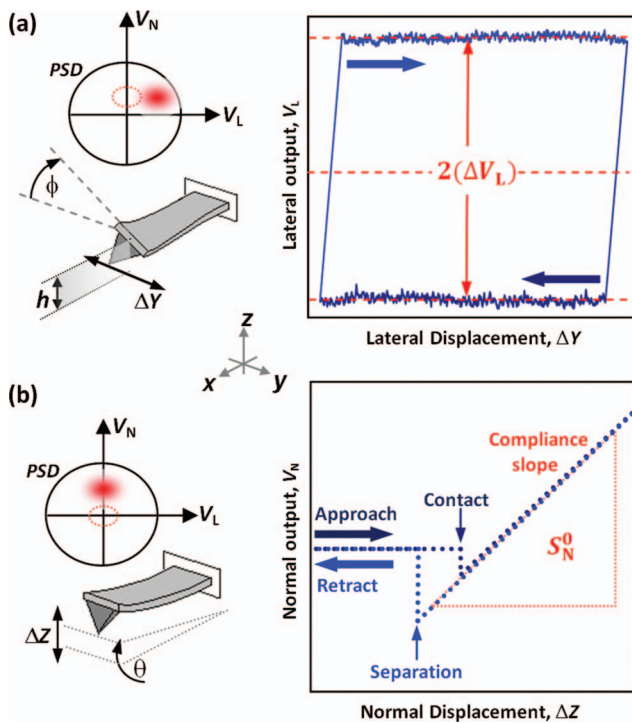 (a)
V_N
PSD
V_L
ϕ
h
ΔY
Lateral output, V_L
2(ΔV_L)
Lateral Displacement, ΔY
z
x
y
(b)
V_N
PSD
V_L
ΔZ
θ
Normal output, V_N
Compliance
slope
Contact
Approach
S_N^0
Retract
Separation
Normal Displacement, ΔZ